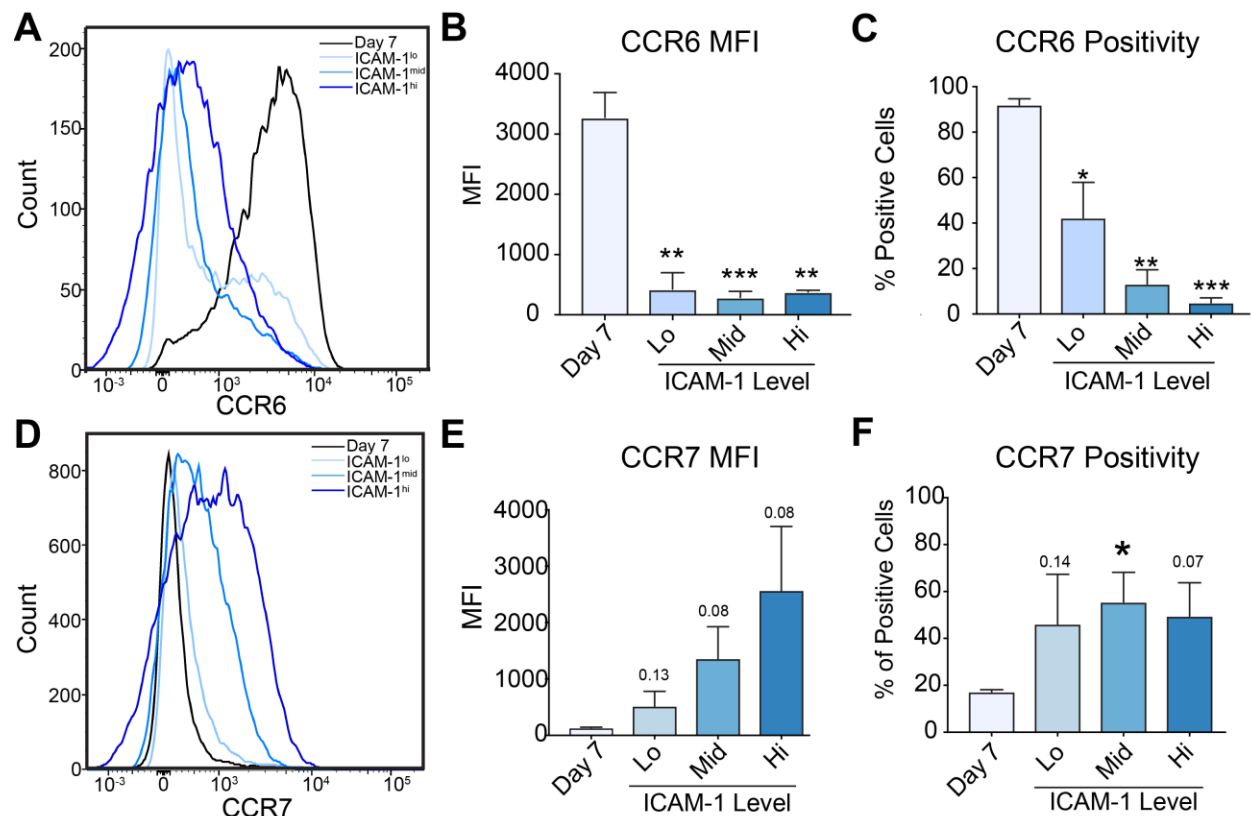 A
200
150
100
50
0
Count
Day 7
ICAM-1ˡᵒ
ICAM-1ᵐⁱᵈ
ICAM-1ʰⁱ
10⁻³ 0 10³ 10⁴ 10⁵
CCR6
B
CCR6 MFI
4000
3000
2000
1000
0
MFI
** *** **
Day 7 Lo Mid Hi
ICAM-1 Level
C
CCR6 Positivity
100
80
60
40
20
0
% Positive Cells
*
**
***
Day 7 Lo Mid Hi
ICAM-1 Level
D
800
600
400
200
0
Count
Day 7
ICAM-1ˡᵒ
ICAM-1ᵐⁱᵈ
ICAM-1ʰⁱ
10⁻³ 0 10³ 10⁴ 10⁵
CCR7
E
CCR7 MFI
4000
3000
2000
1000
0
MFI
0.13
0.08
0.08
Day 7 Lo Mid Hi
ICAM-1 Level
F
CCR7 Positivity
100
80
60
40
20
0
% of Positive Cells
0.14 * 0.07
Day 7 Lo Mid Hi
ICAM-1 Level